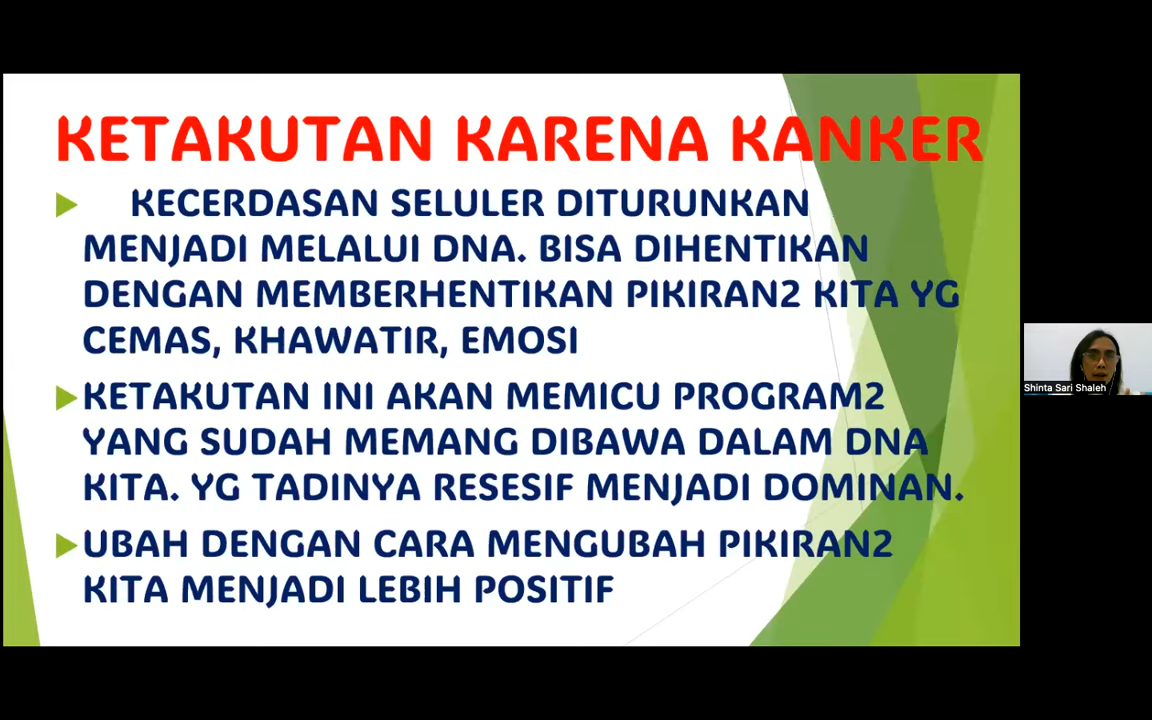 KETAKUTAN KARENA KANKER
KECERDASAN SELULER DITURUNKAN
MENJADI MELALUI DNA. BISA DIHENTIKAN
DENGAN MEMBERHENTIKAN PIKIRAN2 KITA YG
CEMAS, KHAWATIR, EMOSI
KETAKUTAN INI AKAN MEMICU PROGRAM2
YANG SUDAH MEMANG DIBAWA DALAM DNA
KITA. YG TADINYA RESESIF MENJADI DOMINAN.
UBAH DENGAN CARA MENGUBAH PIKIRAN2
KITA MENJADI LEBIH POSITIF
Shinta Sari Shaleh